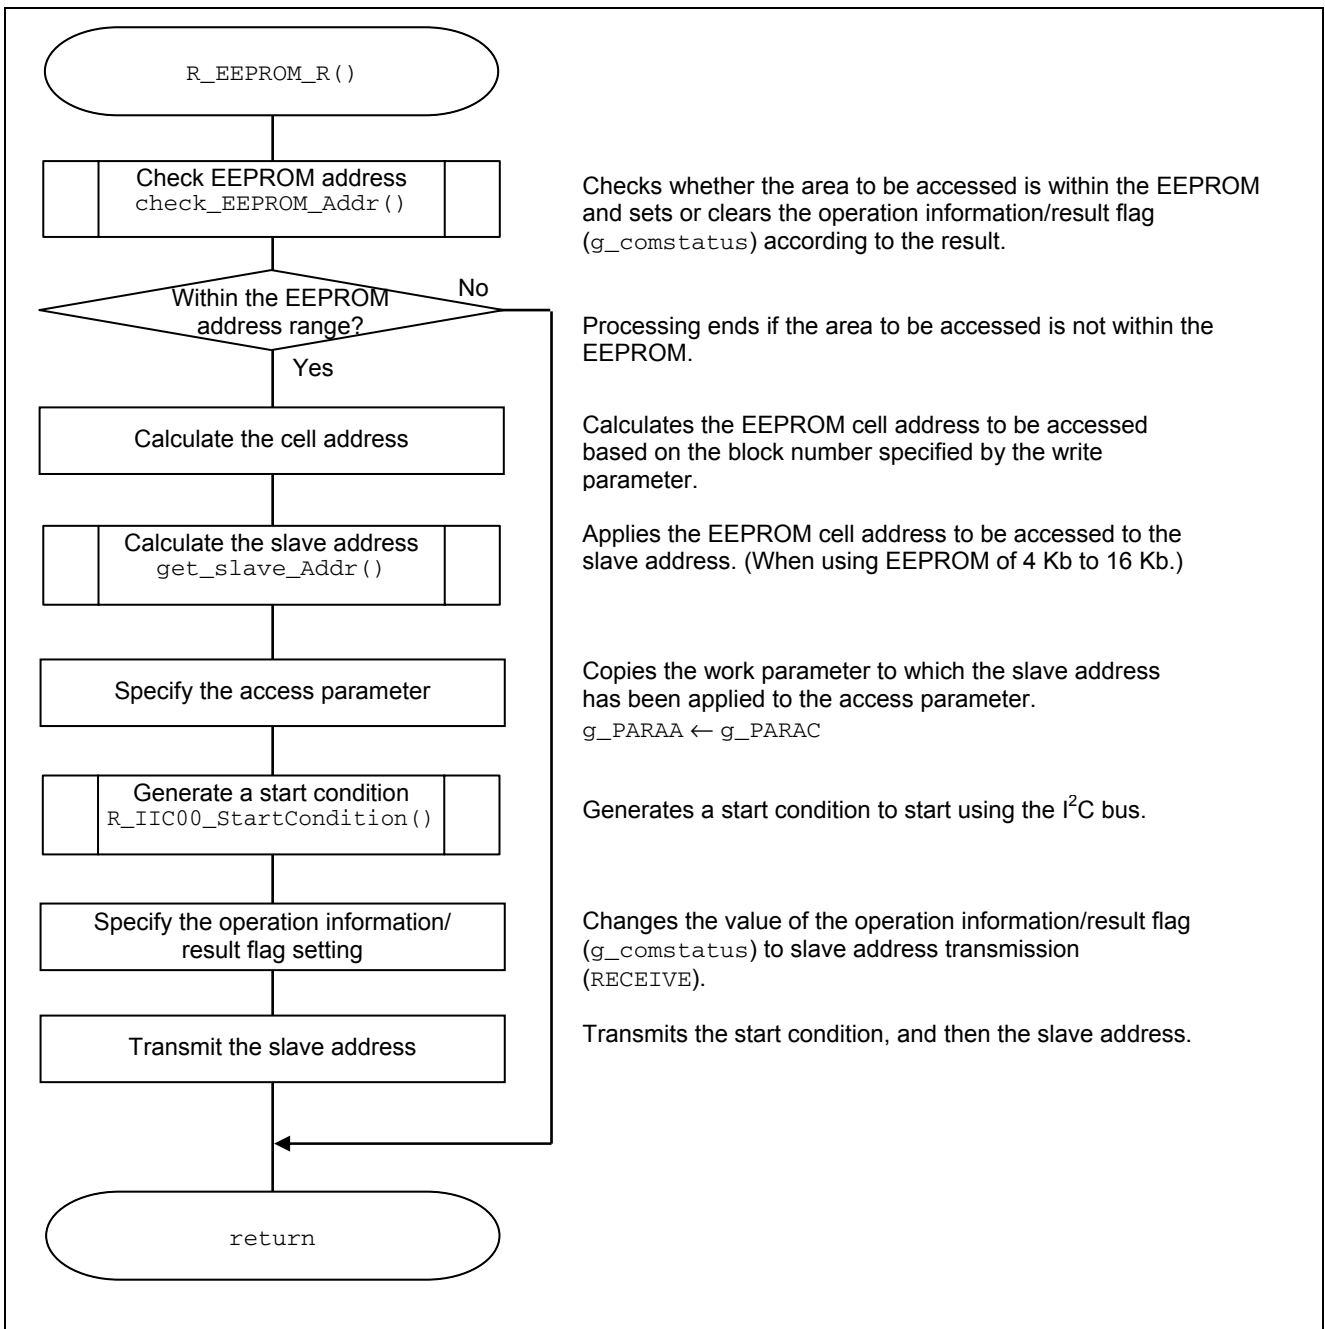 R_EEPROM_R()
Check EEPROM address
check_EEPROM_Addr()
Checks whether the area to be accessed is within the EEPROM
and sets or clears the operation information/result flag
(g_comstatus) according to the result.
Within the EEPROM
address range?
No
Yes
Processing ends if the area to be accessed is not within the
EEPROM.
Calculate the cell address
Calculates the EEPROM cell address to be accessed
based on the block number specified by the write
parameter.
Calculate the slave address
get_slave_Addr()
Applies the EEPROM cell address to be accessed to the
slave address. (When using EEPROM of 4 Kb to 16 Kb.)
Specify the access parameter
Copies the work parameter to which the slave address
has been applied to the access parameter.
g_PARAA ← g_PARAC
Generate a start condition
R_IIC00_StartCondition()
Generates a start condition to start using the I²C bus.
Specify the operation information/
result flag setting
Changes the value of the operation information/result flag
(g_comstatus) to slave address transmission
(RECEIVE).
Transmit the slave address
Transmits the start condition, and then the slave address.
return